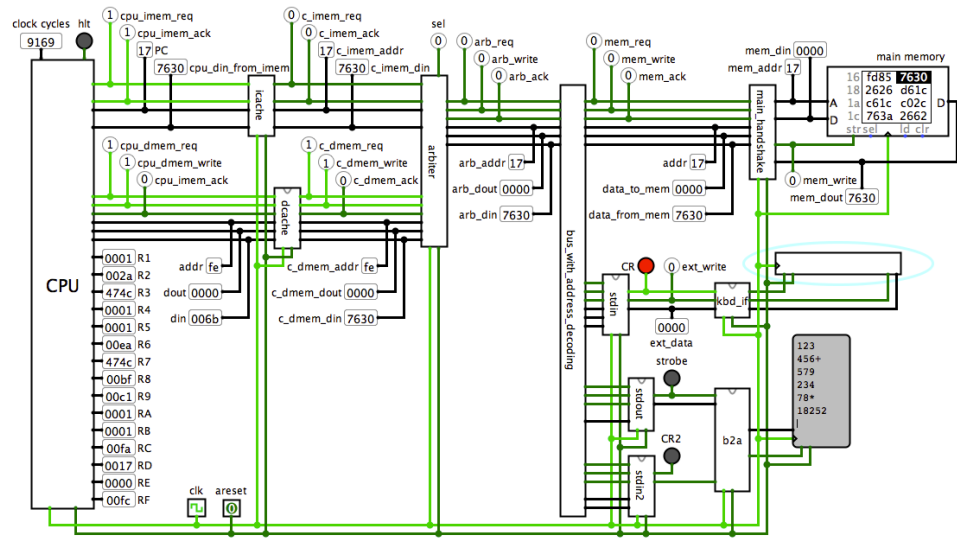 clock cycles
9169
hlt
1 cpu_imem_req
1 cpu_imem_ack
17 PC
7630 cpu_din_from_imem
0 c_imem_req
0 c_imem_ack
17 c_imem_addr
7630 c_imem_din
sel
0
0 arb_req
0 arb_write
0 arb_ack
0 mem_req
0 mem_write
0 mem_ack
mem_din 0000
mem_addr 17
main memory
16 fd85 7630
18 2626 d61c
1a c61c c02c
1c 763a 2662
A
D
D
str sel ld clr
icache
arbiter
main_handshake
cpu_dmem_req
1 cpu_dmem_write
1 cpu_imem_ack
0
c_dmem_req
1 c_dmem_write
1 c_dmem_ack
0
dcache
arb_addr 17
arb_dout 0000
arb_din 7630
addr 17
data_to_mem 0000
data_from_mem 7630
0 mem_write
mem_dout 7630
addr fe
dout 0000
din 006b
c_dmem_addr fe
c_dmem_dout 0000
c_dmem_din 7630
CPU
0001 R1
002a R2
474c R3
0001 R4
0001 R5
00ea R6
474c R7
00bf R8
00c1 R9
0001 RA
0001 RB
00fa RC
0017 RD
0000 RE
00fc RF
clk
areset
0
bus_with_address_decoding
stdin
CR
0 ext_write
0000
ext_data
kbd_if
strobe
stdout
CR2
stdin2
b2a
123
456+
579
234
78*
18252
|